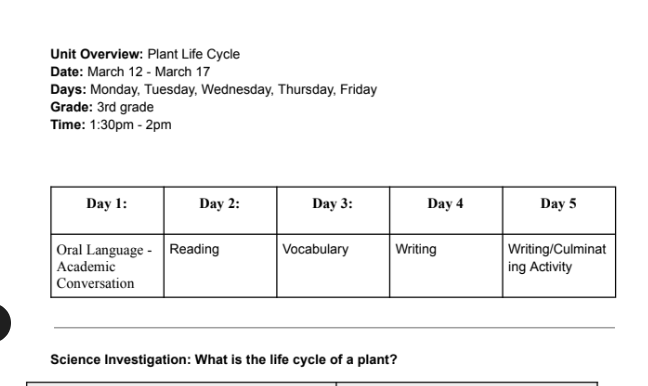 Unit Overview: Plant Life Cycle
Date: March 12 - March 17
Days: Monday, Tuesday, Wednesday, Thursday, Friday
Grade: 3rd grade
Time: 1:30pm - 2pm
Day 1:
Day 2:
Day 3:
Day 4
Day 5
Oral Language -
Academic
Conversation
Reading
Vocabulary
Writing
Writing/Culminat
ing Activity
Science Investigation: What is the life cycle of a plant?